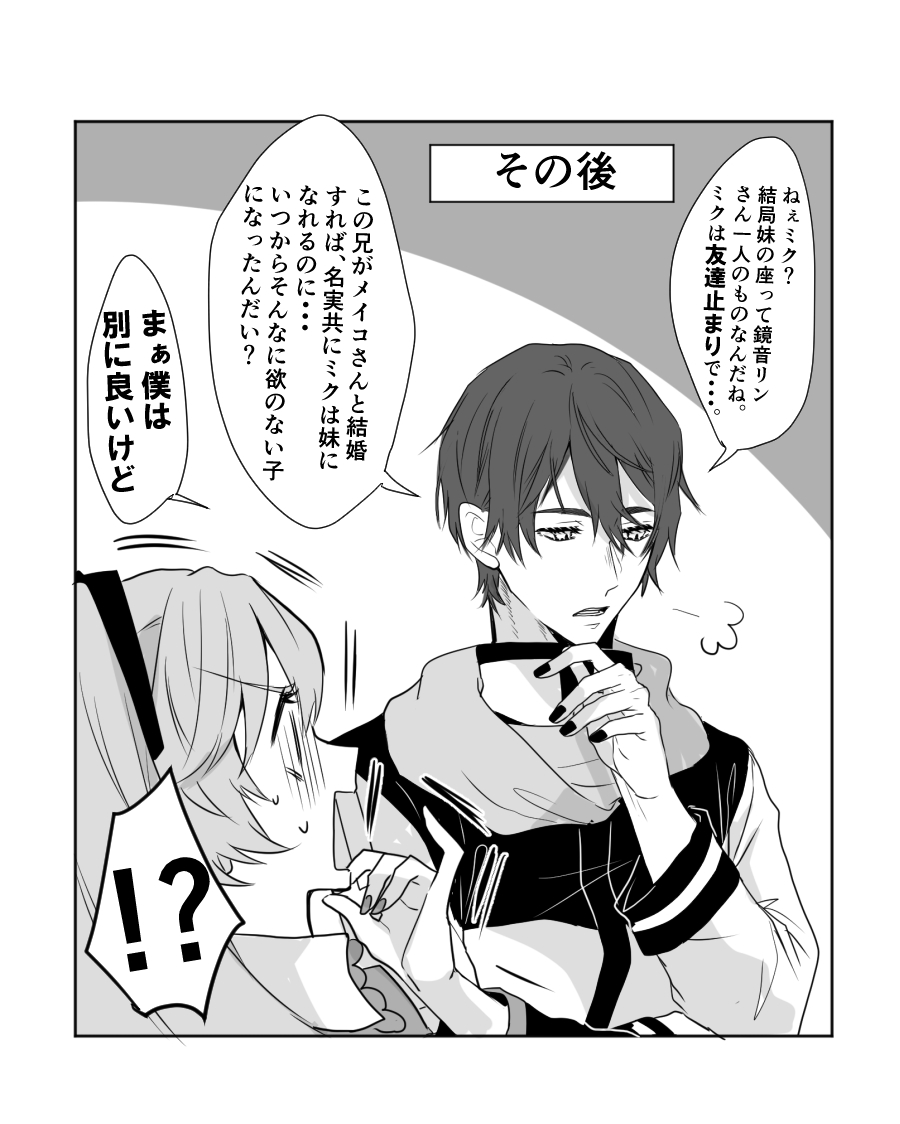 その後
ねぇミク？
結局妹の座って鏡音リン
さん一人のものなんだね。
ミクは友達止まりで・・・。
この兄がメイコさんと結婚
すれば、名実共にミクは妹に
なれるのに・・・
いつからそんなに欲のない子
になったんだい？
まぁ僕は
別に良いけど
!?